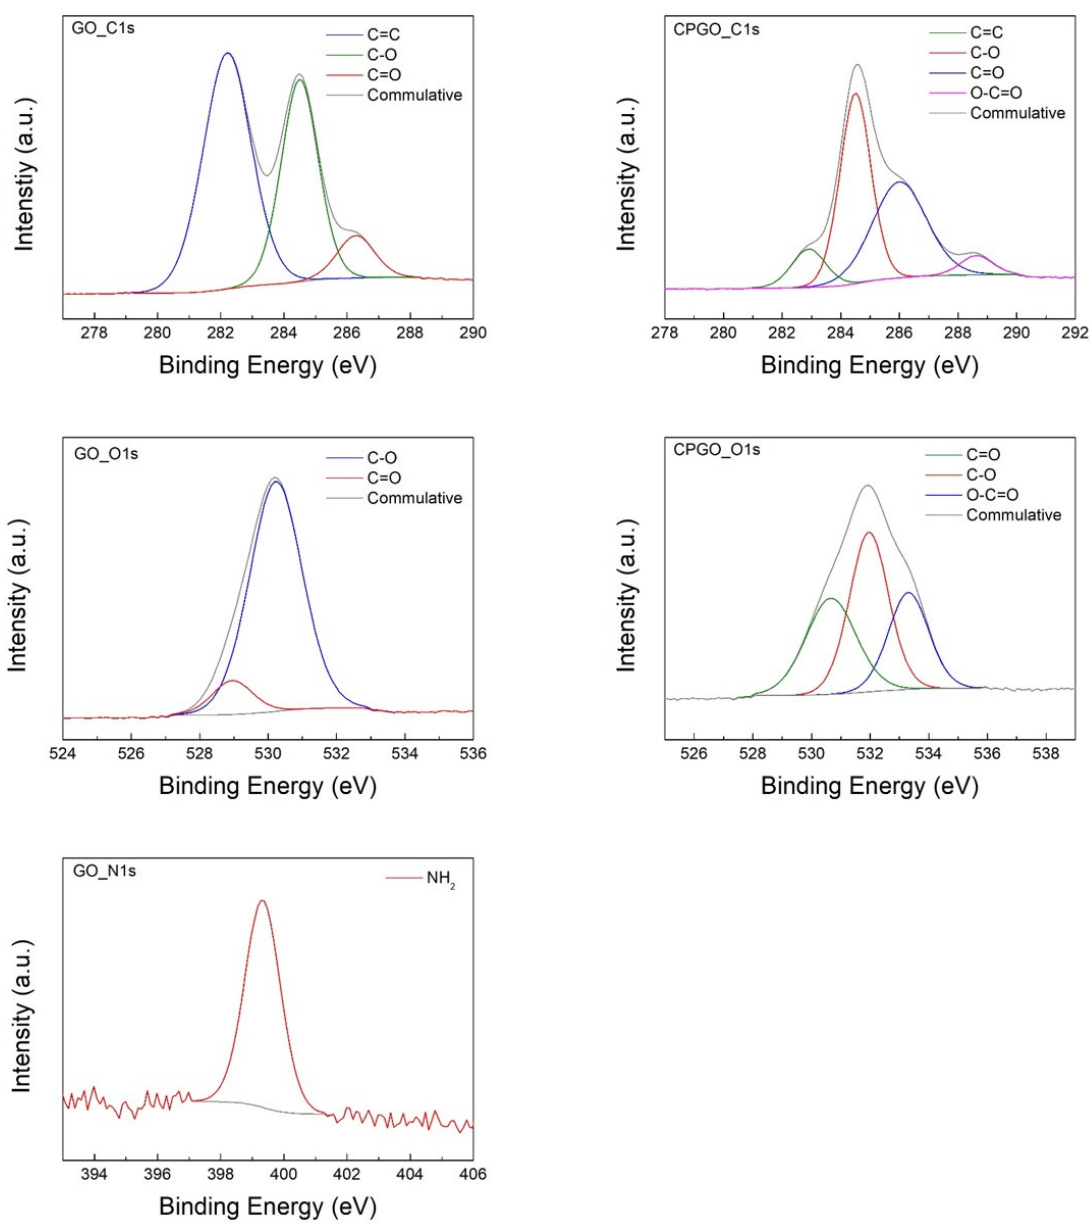 GO_C1s
C=C
C-O
C=O
Commulative
Intenstiy (a.u.)
278 280 282 284 286 288 290
Binding Energy (eV)
CPGO_C1s
C=C
C-O
C=O
O-C=O
Commulative
Intensity (a.u.)
278 280 282 284 286 288 290 292
Binding Energy (eV)
GO_O1s
C-O
C=O
Commulative
Intensity (a.u.)
524 526 528 530 532 534 536
Binding Energy (eV)
CPGO_O1s
C=O
C-O
O-C=O
Commulative
Intensity (a.u.)
526 528 530 532 534 536 538
Binding Energy (eV)
GO_N1s
NH₂
Intensity (a.u.)
394 396 398 400 402 404 406
Binding Energy (eV)